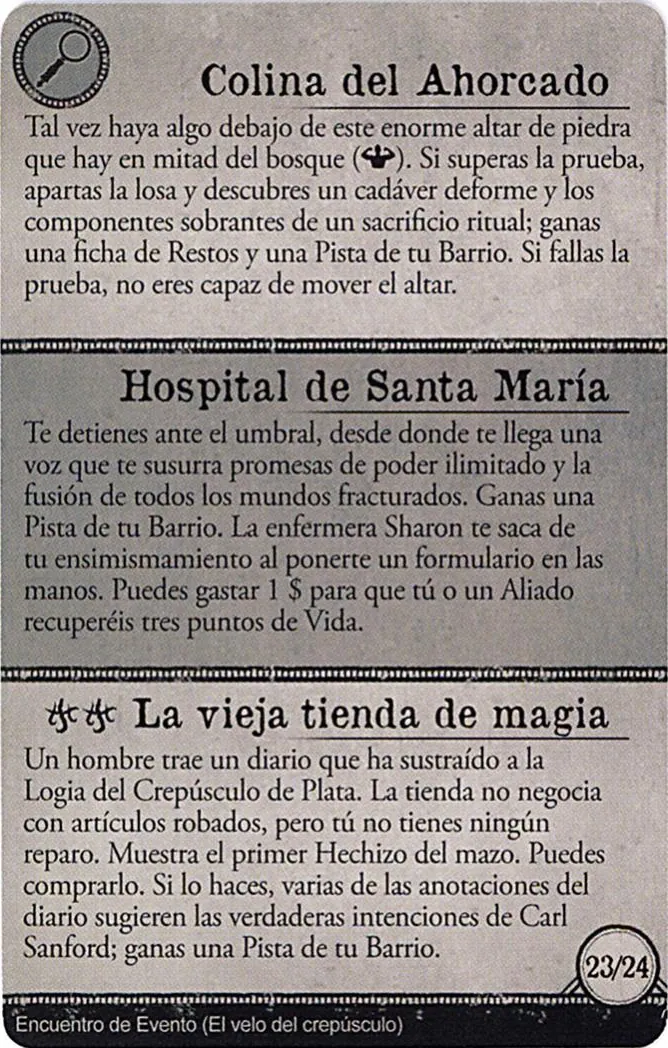 Colina del Ahorcado
Tal vez haya algo debajo de este enorme altar de piedra
que hay en mitad del bosque ( ). Si superas la prueba,
apartas la losa y descubres un cadáver deforme y los
componentes sobrantes de un sacrificio ritual; ganas
una ficha de Restos y una Pista de tu Barrio. Si fallas la
prueba, no eres capaz de mover el altar.
Hospital de Santa María
Te detienes ante el umbral, desde donde te llega una
voz que te susurra promesas de poder ilimitado y la
fusión de todos los mundos fracturados. Ganas una
Pista de tu Barrio. La enfermera Sharon te saca de
tu ensimismamiento al ponerte un formulario en las
manos. Puedes gastar 1 $ para que tú o un Aliado
recuperéis tres puntos de Vida.
La vieja tienda de magia
Un hombre trae un diario que ha sustraído a la
Logia del Crepúsculo de Plata. La tienda no negocia
con artículos robados, pero tú no tienes ningún
reparo. Muestra el primer Hechizo del mazo. Puedes
comprarlo. Si lo haces, varias de las anotaciones del
diario sugieren las verdaderas intenciones de Carl
Sanford; ganas una Pista de tu Barrio.
23/24
Encuentro de Evento (El velo del crepúsculo)